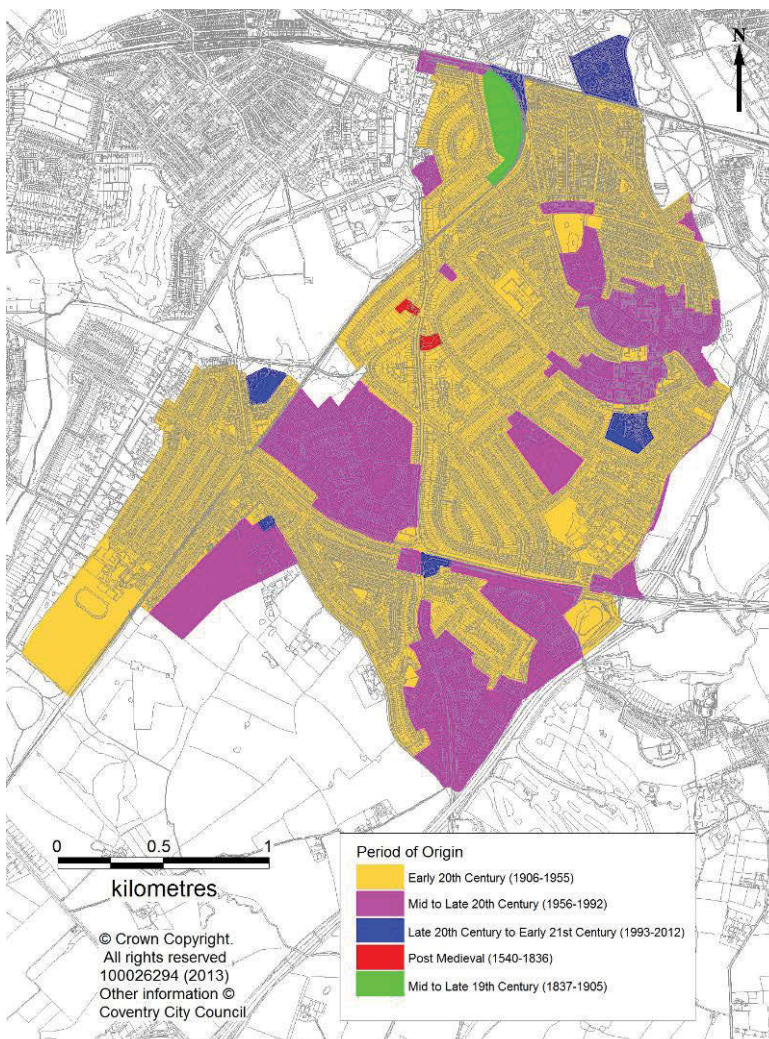 N
0 0.5 1
kilometres
© Crown Copyright.
All rights reserved
100026294 (2013)
Other information ©
Coventry City Council
Period of Origin
Early 20th Century (1906-1955)
Mid to Late 20th Century (1956-1992)
Late 20th Century to Early 21st Century (1993-2012)
Post Medieval (1540-1836)
Mid to Late 19th Century (1837-1905)